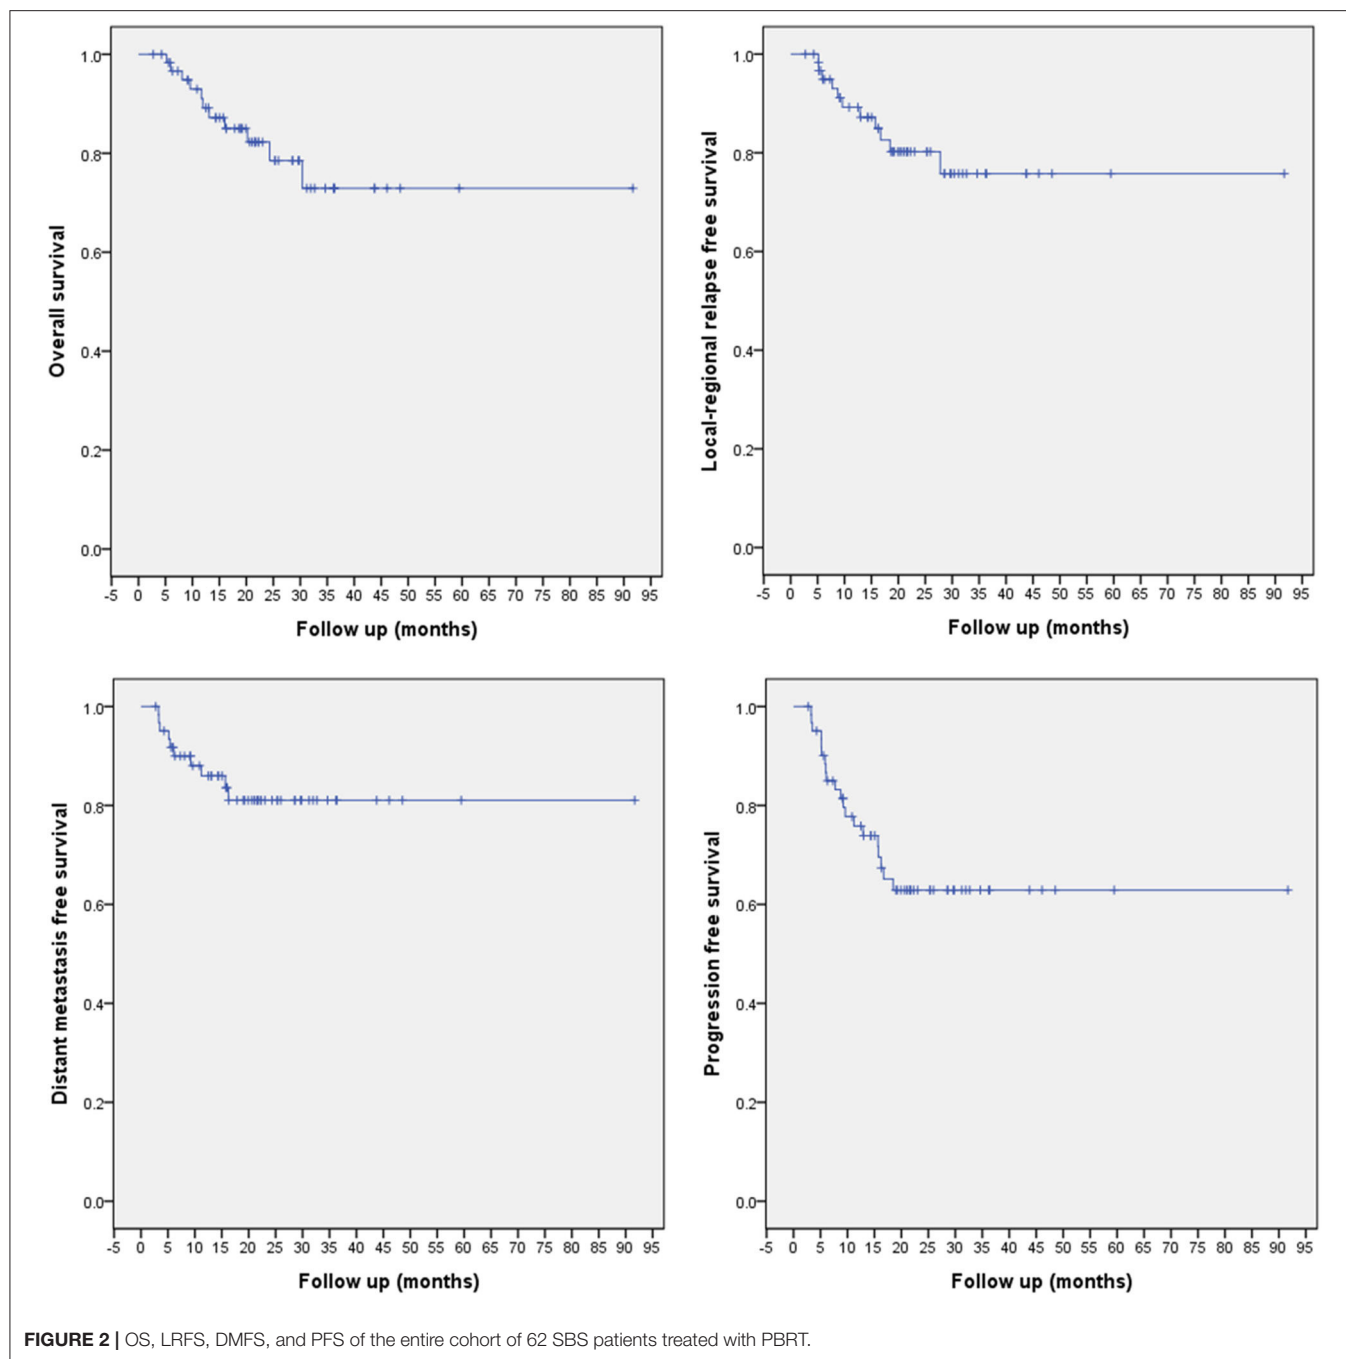 1.0
0.8
0.6
0.4
0.2
0.0
Overall survival
-5 0 5 10 15 20 25 30 35 40 45 50 55 60 65 70 75 80 85 90 95
Follow up (months)
1.0
0.8
0.6
0.4
0.2
0.0
Local-regional relapse free survival
-5 0 5 10 15 20 25 30 35 40 45 50 55 60 65 70 75 80 85 90 95
Follow up (months)
1.0
0.8
0.6
0.4
0.2
0.0
Distant metastasis free survival
-5 0 5 10 15 20 25 30 35 40 45 50 55 60 65 70 75 80 85 90 95
Follow up (months)
1.0
0.8
0.6
0.4
0.2
0.0
Progression free survival
-5 0 5 10 15 20 25 30 35 40 45 50 55 60 65 70 75 80 85 90 95
Follow up (months)
FIGURE 2 | OS, LRFS, DMFS, and PFS of the entire cohort of 62 SBS patients treated with PBRT.